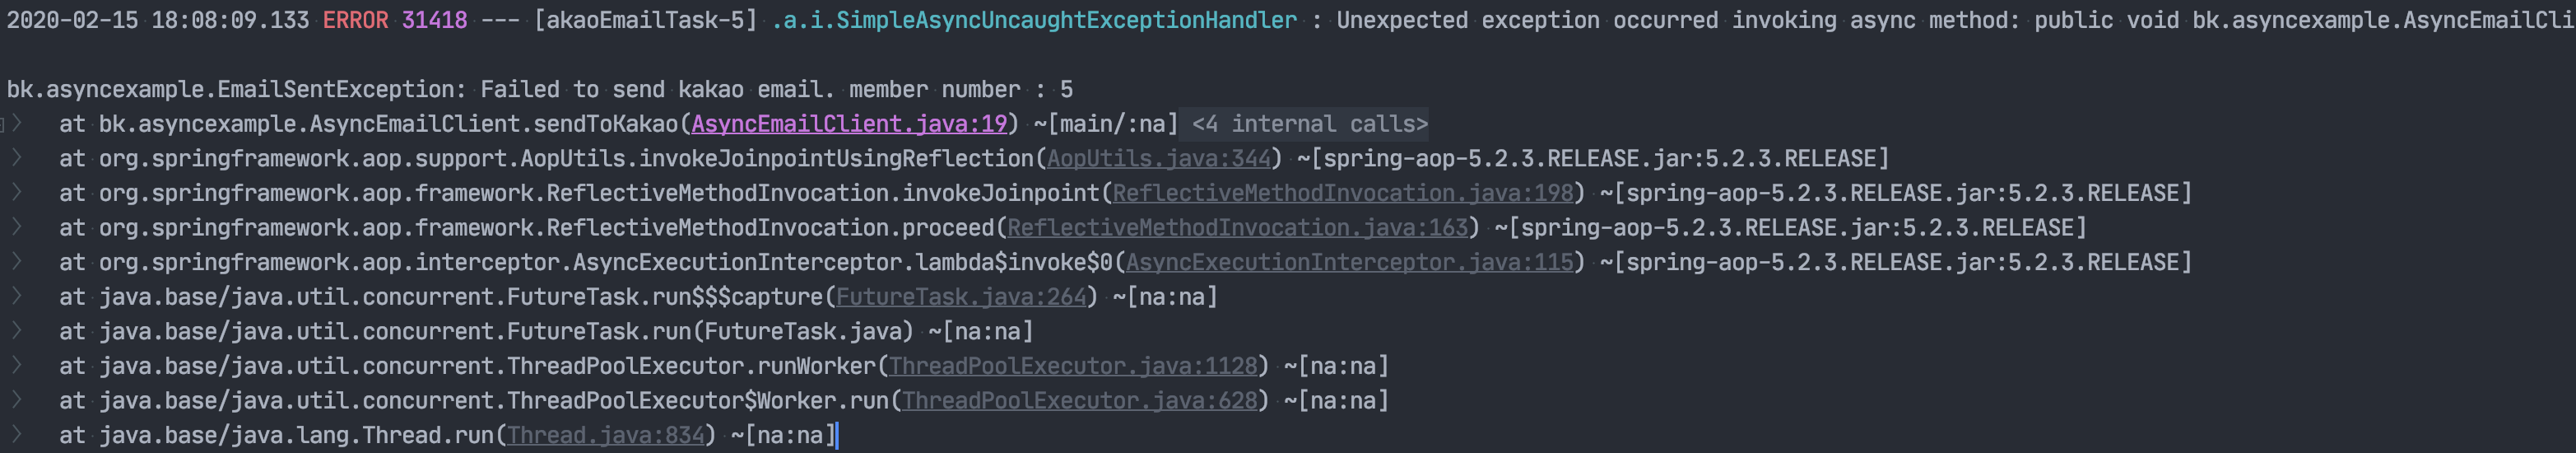 2020-02-15 18:08:09.133 ERROR 31418 --- [akaoEmailTask-5] .a.i.SimpleAsyncUncaughtExceptionHandler : Unexpected exception occurred invoking async method: public void bk.asyncexample.AsyncEmailCli
bk.asyncexample.EmailSentException: Failed to send kakao email. member number : 5
at bk.asyncexample.AsyncEmailClient.sendToKakao(AsyncEmailClient.java:19) ~[main/:na] <4 internal calls>
at org.springframework.aop.support.AopUtils.invokeJoinpointUsingReflection(AopUtils.java:344) ~[spring-aop-5.2.3.RELEASE.jar:5.2.3.RELEASE]
at org.springframework.aop.framework.ReflectiveMethodInvocation.invokeJoinpoint(ReflectiveMethodInvocation.java:198) ~[spring-aop-5.2.3.RELEASE.jar:5.2.3.RELEASE]
at org.springframework.aop.framework.ReflectiveMethodInvocation.proceed(ReflectiveMethodInvocation.java:163) ~[spring-aop-5.2.3.RELEASE.jar:5.2.3.RELEASE]
at org.springframework.aop.interceptor.AsyncExecutionInterceptor.lambda$invoke$0(AsyncExecutionInterceptor.java:115) ~[spring-aop-5.2.3.RELEASE.jar:5.2.3.RELEASE]
at java.base/java.util.concurrent.FutureTask.run$$$capture(FutureTask.java:264) ~[na:na]
at java.base/java.util.concurrent.FutureTask.run(FutureTask.java) ~[na:na]
at java.base/java.util.concurrent.ThreadPoolExecutor.runWorker(ThreadPoolExecutor.java:1128) ~[na:na]
at java.base/java.util.concurrent.ThreadPoolExecutor$Worker.run(ThreadPoolExecutor.java:628) ~[na:na]
at java.base/java.lang.Thread.run(Thread.java:834) ~[na:na]